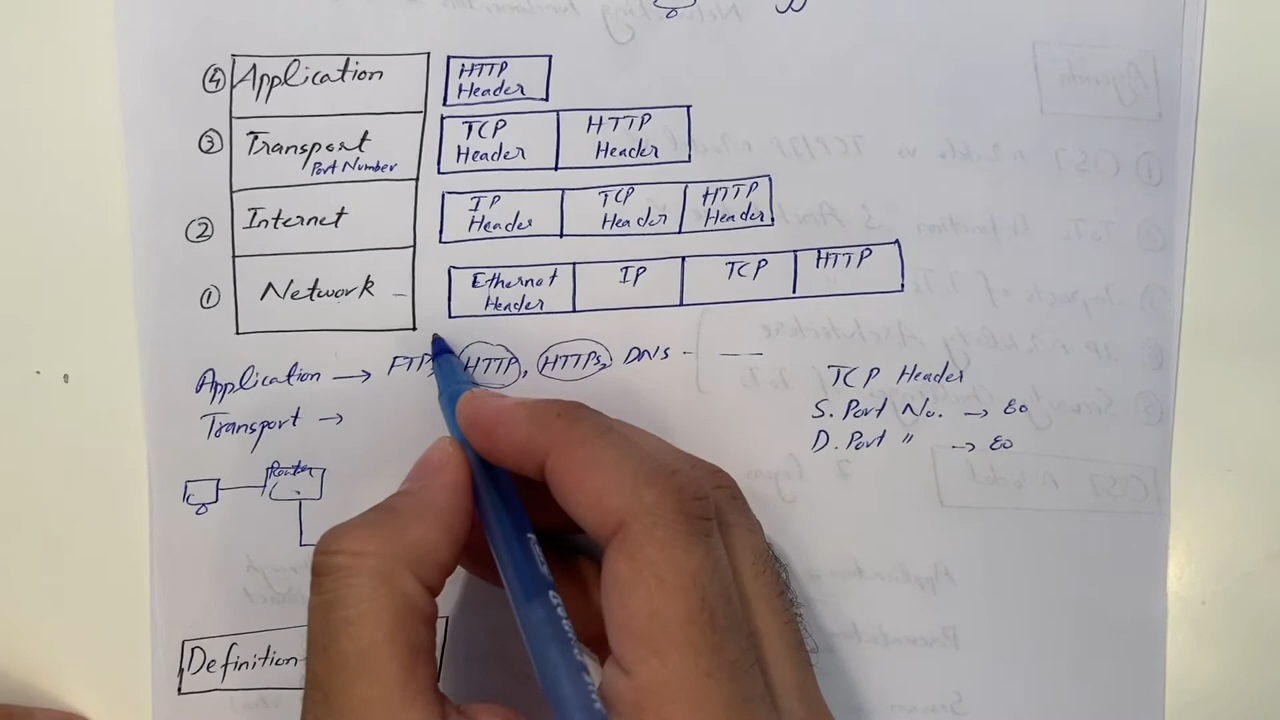 ④ Application
HTTP Header
③ Transport
Port Number
TCP Header
HTTP Header
② Internet
IP Header
TCP Header
HTTP Header
① Network –
Ethernet Header
IP
TCP
HTTP
Application → FTP, HTTP, HTTPs, DNS - —
Transport →
TCP Header
S. Port No. → 80
D. Port " → 80
Router
Definition